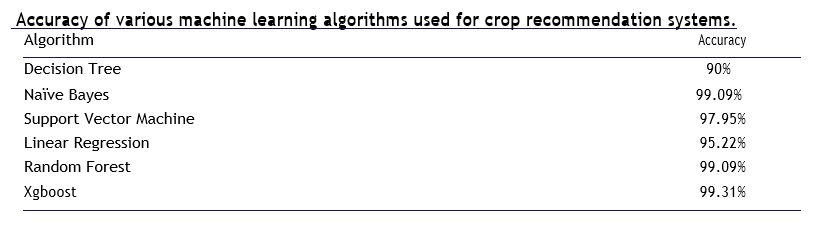 Accuracy of various machine learning algorithms used for crop recommendation systems.
Algorithm Accuracy
Decision Tree 90%
Naïve Bayes 99.09%
Support Vector Machine 97.95%
Linear Regression 95.22%
Random Forest 99.09%
Xgboost 99.31%